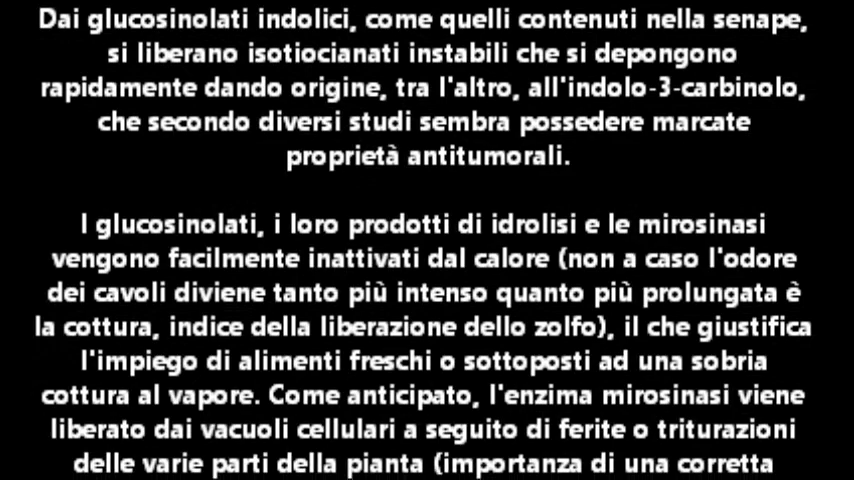 Dai glucosinolati indolici, come quelli contenuti nella senape,
si liberano isotiocianati instabili che si depongono
rapidamente dando origine, tra l'altro, all'indolo-3-carbinolo,
che secondo diversi studi sembra possedere marcate
proprietà antitumorali.
I glucosinolati, i loro prodotti di idrolisi e le mirosinasi
vengono facilmente inattivati dal calore (non a caso l'odore
dei cavoli diviene tanto più intenso quanto più prolungata è
la cottura, indice della liberazione dello zolfo), il che giustifica
l'impiego di alimenti freschi o sottoposti ad una sobria
cottura al vapore. Come anticipato, l'enzima mirosinasi viene
liberato dai vacuoli cellulari a seguito di ferite o triturazioni
delle varie parti della pianta (importanza di una corretta